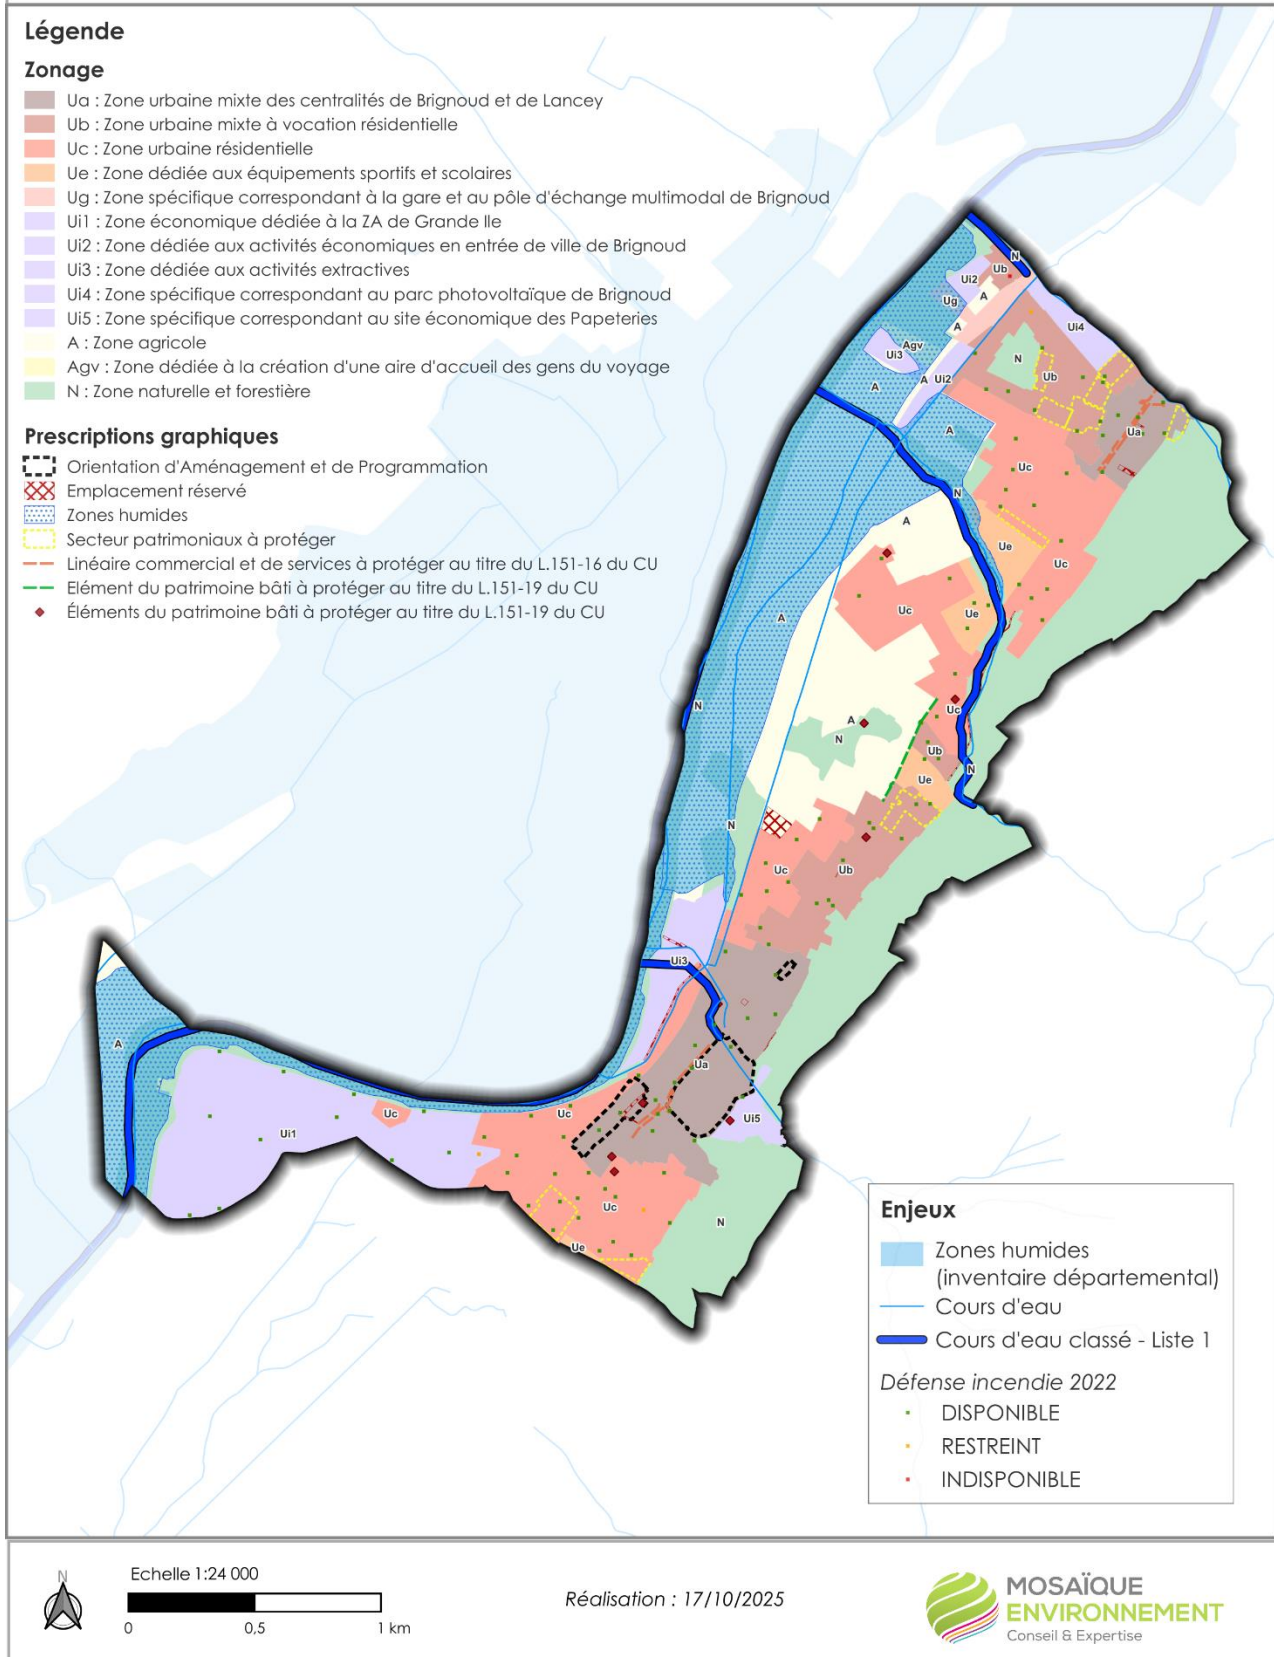 Légende
Zonage
Ua : Zone urbaine mixte des centralités de Brignoud et de Lancey
Ub : Zone urbaine mixte à vocation résidentielle
Uc : Zone urbaine résidentielle
Ue : Zone dédiée aux équipements sportifs et scolaires
Ug : Zone spécifique correspondant à la gare et au pôle d'échange multimodal de Brignoud
Ui1 : Zone économique dédiée à la ZA de Grande Ile
Ui2 : Zone dédiée aux activités économiques en entrée de ville de Brignoud
Ui3 : Zone dédiée aux activités extractives
Ui4 : Zone spécifique correspondant au parc photovoltaïque de Brignoud
Ui5 : Zone spécifique correspondant au site économique des Papeteries
A : Zone agricole
Agv : Zone dédiée à la création d'une aire d'accueil des gens du voyage
N : Zone naturelle et forestière
Prescriptions graphiques
Orientation d'Aménagement et de Programmation
Emplacement réservé
Zones humides
Secteur patrimoniaux à protéger
Linéaire commercial et de services à protéger au titre du L.151-16 du CU
Elément du patrimoine bâti à protéger au titre du L.151-19 du CU
Éléments du patrimoine bâti à protéger au titre du L.151-19 du CU
N
Ub
Ui2
A
Ug
A
Ui4
Agv
Ui3
N
Ub
A
A
Ui2
Ua
A
Uc
N
A
Ue
Uc
Uc
Ue
A
N
Uc
A
N
Ub
N
Ue
N
Uc
Ub
Ui3
A
Ua
Uc
Uc
Ui5
Ui1
Uc
N
Ue
Enjeux
Zones humides
(inventaire départemental)
Cours d'eau
Cours d'eau classé - Liste 1
Défense incendie 2022
DISPONIBLE
RESTREINT
INDISPONIBLE
N
Echelle 1:24 000
0 0,5 1 km
Réalisation : 17/10/2025
MOSAÏQUE
ENVIRONNEMENT
Conseil & Expertise